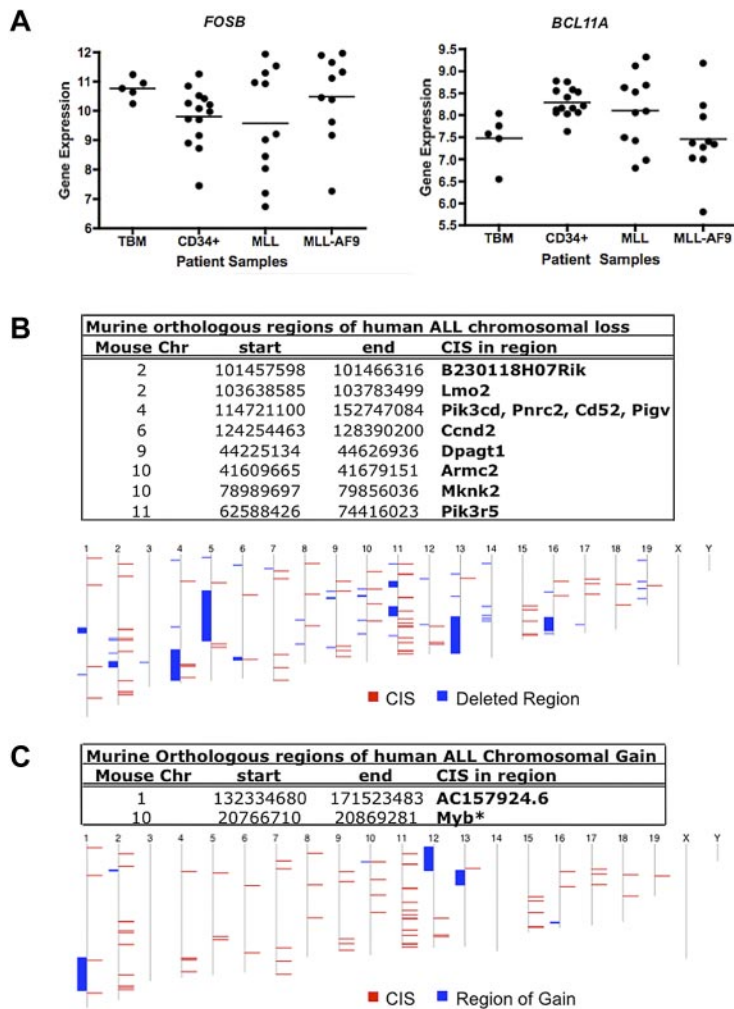 A
FOSB
BCL11A
Gene Expression
12
11
10
9
8
7
6
TBM CD34+ MLL MLL-AF9
Patient Samples
Gene Expression
9.5
9.0
8.5
8.0
7.5
7.0
6.5
6.0
5.5
TBM CD34+ MLL MLL-AF9
Patient Samples
B
Murine orthologous regions of human ALL chromosomal loss
Mouse Chr start end CIS in region
2 101457598 101466316 B230118H07Rik
2 103638585 103783499 Lmo2
4 114721100 152747084 Pik3cd, Pnrc2, Cd52, Pigv
6 124254463 128390200 Ccnd2
9 44225134 44626936 Dpagt1
10 41609665 41679151 Armc2
10 78989697 79856036 Mknk2
11 62588426 74416023 Pik3r5
1 2 3 4 5 6 7 8 9 10 11 12 13 14 15 16 17 18 19 X Y
CIS Deleted Region
C
Murine Orthologous regions of human ALL Chromosomal Gain
Mouse Chr start end CIS in region
1 132334680 171523483 AC157924.6
10 20766710 20869281 Myb*
1 2 3 4 5 6 7 8 9 10 11 12 13 14 15 16 17 18 19 X Y
CIS Region of Gain